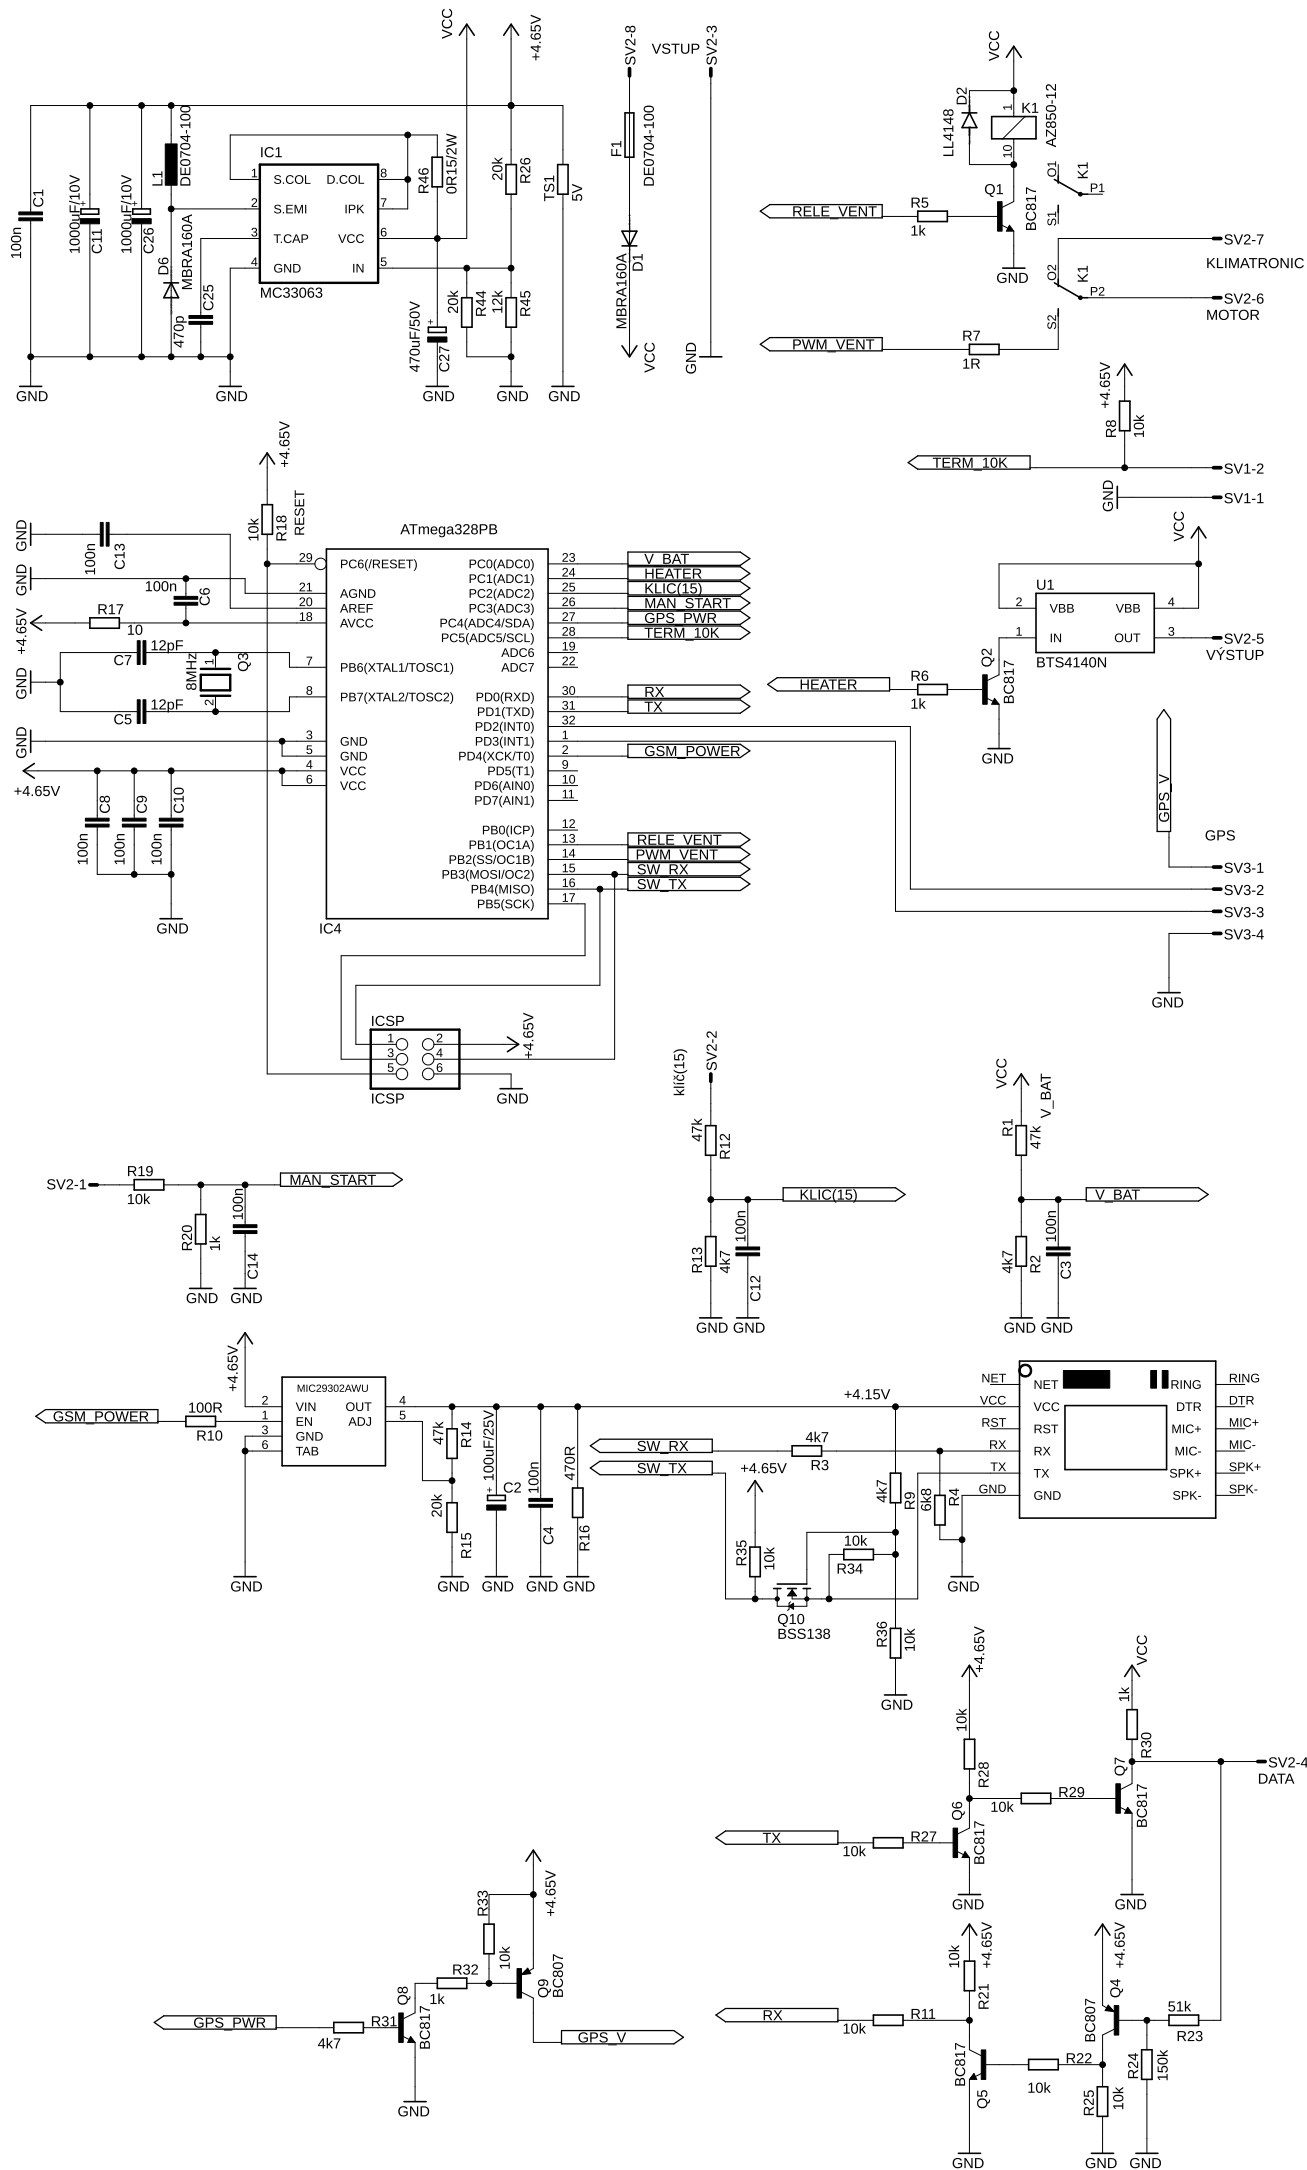 VCC
+4.65V
SV2-8
VSTUP
SV2-3
VCC
C1
100n
1000uF/10V
+
C11
1000uF/10V
+
C26
L1
DE0704-100
D6
MBRA160A
470p
C25
IC1
1 S.COL D.COL 8
2 S.EMI IPK 7
3 T.CAP VCC 6
4 GND IN 5
MC33063
R46
0R15/2W
20k
R26
TS1
5V
20k
R44
12k
R45
470uF/50V
+
C27
F1
DE0704-100
MBRA160A
D1
VCC
GND
GND
GND
GND
GND
GND
D2
LL4148
1
K1
10
AZ850-12
Q1
BC817
RELE_VENT
R5
1k
GND
O1
K1
P1
S1
SV2-7
KLIMATRONIC
O2
K1
P2
SV2-6
MOTOR
S2
PWM_VENT
R7
1R
+4.65V
R8
10k
TERM_10K
SV1-2
GND
SV1-1
+4.65V
10k
R18
RESET
ATmega328PB
GND
100n
C13
GND
100n
C6
+4.65V
R17
10
GND
C7
12pF
8MHz
1
2
Q3
C5
12pF
GND
+4.65V
C8
100n
C9
100n
C10
100n
GND
29 PC6(/RESET)
21 AGND
20 AREF
18 AVCC
7 PB6(XTAL1/TOSC1)
8 PB7(XTAL2/TOSC2)
3 GND
5 GND
4 VCC
6 VCC
PC0(ADC0) 23 V_BAT
PC1(ADC1) 24 HEATER
PC2(ADC2) 25 KLIC(15)
PC3(ADC3) 26 MAN_START
PC4(ADC4/SDA) 27 GPS_PWR
PC5(ADC5/SCL) 28 TERM_10K
ADC6 19
ADC7 22
PD0(RXD) 30 RX
PD1(TXD) 31 TX
PD2(INT0) 32
PD3(INT1) 1
PD4(XCK/T0) 2 GSM_POWER
PD5(T1) 9
PD6(AIN0) 10
PD7(AIN1) 11
PB0(ICP) 12
PB1(OC1A) 13 RELE_VENT
PB2(SS/OC1B) 14 PWM_VENT
PB3(MOSI/OC2) 15 SW_RX
PB4(MISO) 16 SW_TX
PB5(SCK) 17
IC4
VCC
U1
2 VBB VBB 4
1 IN OUT 3
BTS4140N
SV2-5
VÝSTUP
HEATER
R6
1k
Q2
BC817
GND
GPS_V
GPS
SV3-1
SV3-2
SV3-3
SV3-4
GND
ICSP
1 2
3 4
5 6
ICSP
+4.65V
GND
klíč(15)
SV2-2
47k
R12
KLIC(15)
R13
4k7
100n
C12
GND
GND
VCC
V_BAT
R1
47k
V_BAT
4k7
R2
100n
C3
GND
GND
SV2-1
R19
10k
MAN_START
R20
1k
100n
C14
GND
GND
+4.65V
GSM_POWER
100R
R10
MIC29302AWU
2 VIN OUT 4
1 EN ADJ 5
3 GND
6 TAB
GND
47k
R14
20k
R15
100uF/25V
+
C2
100n
C4
470R
R16
GND
GND
GND
GND
+4.15V
SW_RX
SW_TX
4k7
R3
+4.65V
R35
10k
4k7
R9
6k8
R4
10k
R34
Q10
BSS138
R36
10k
GND
GND
NET NET RING RING
VCC VCC DTR DTR
RST RST MIC+ MIC+
RX RX MIC- MIC-
TX TX SPK+ SPK+
GND GND SPK- SPK-
+4.65V
10k
R28
VCC
1k
R30
SV2-4
DATA
Q7
BC817
Q6
BC817
10k
R29
TX
10k
R27
GND
GND
+4.65V
10k
R21
RX
10k
R11
BC817
Q5
R22
10k
+4.65V
Q4
BC807
51k
R23
R24
150k
R25
10k
GND
GND
GND
+4.65V
R33
10k
R32
1k
Q9
BC807
GPS_PWR
4k7
R31
Q8
BC817
GPS_V
GND